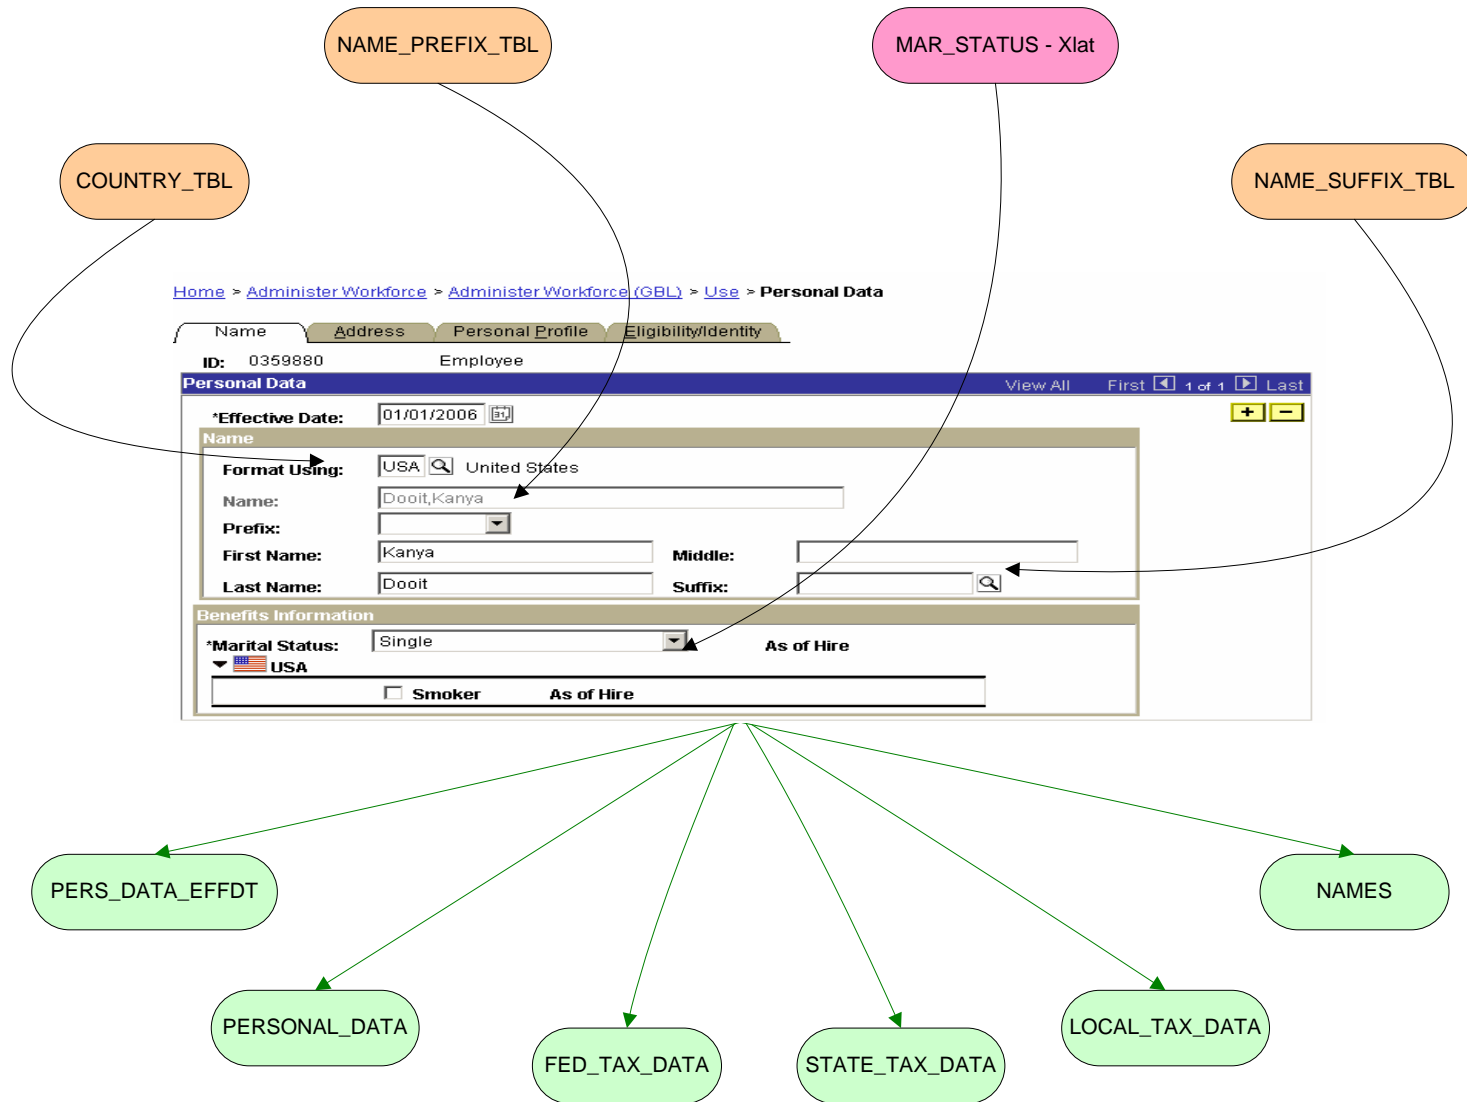 NAME_PREFIX_TBL
MAR_STATUS - Xlat
COUNTRY_TBL
NAME_SUFFIX_TBL
Home > Administer Workforce > Administer Workforce (GBL) > Use > Personal Data
Name Address Personal Profile Eligibility/Identity
ID: 0359880 Employee
Personal Data View All First 1 of 1 Last
*Effective Date: 01/01/2006 31 + −
Name
Format Using: USA United States
Name: Dooit,Kanya
Prefix:
First Name: Kanya Middle:
Last Name: Dooit Suffix:
Benefits Information
*Marital Status: Single As of Hire
USA
Smoker As of Hire
PERS_DATA_EFFDT
NAMES
PERSONAL_DATA
LOCAL_TAX_DATA
FED_TAX_DATA
STATE_TAX_DATA